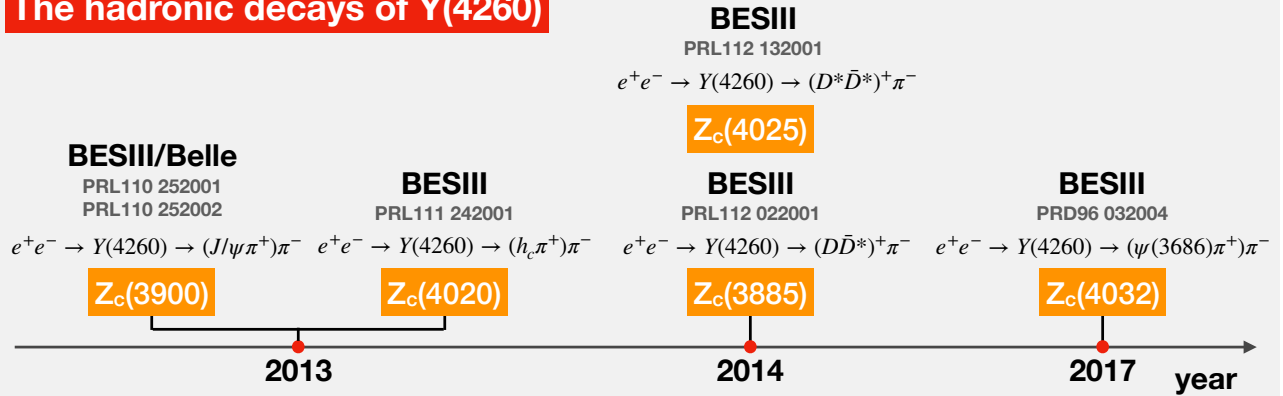 The hadronic decays of Y(4260)
BESIII
PRL112 132001
e⁺e⁻ → Y(4260) → (D*D̄*)⁺π⁻
Zc(4025)
BESIII/Belle
PRL110 252001
PRL110 252002
e⁺e⁻ → Y(4260) → (J/ψπ⁺)π⁻
Zc(3900)
BESIII
PRL111 242001
e⁺e⁻ → Y(4260) → (h_cπ⁺)π⁻
Zc(4020)
BESIII
PRL112 022001
e⁺e⁻ → Y(4260) → (DD̄*)⁺π⁻
Zc(3885)
BESIII
PRD96 032004
e⁺e⁻ → Y(4260) → (ψ(3686)π⁺)π⁻
Zc(4032)
2013
2014
2017
year